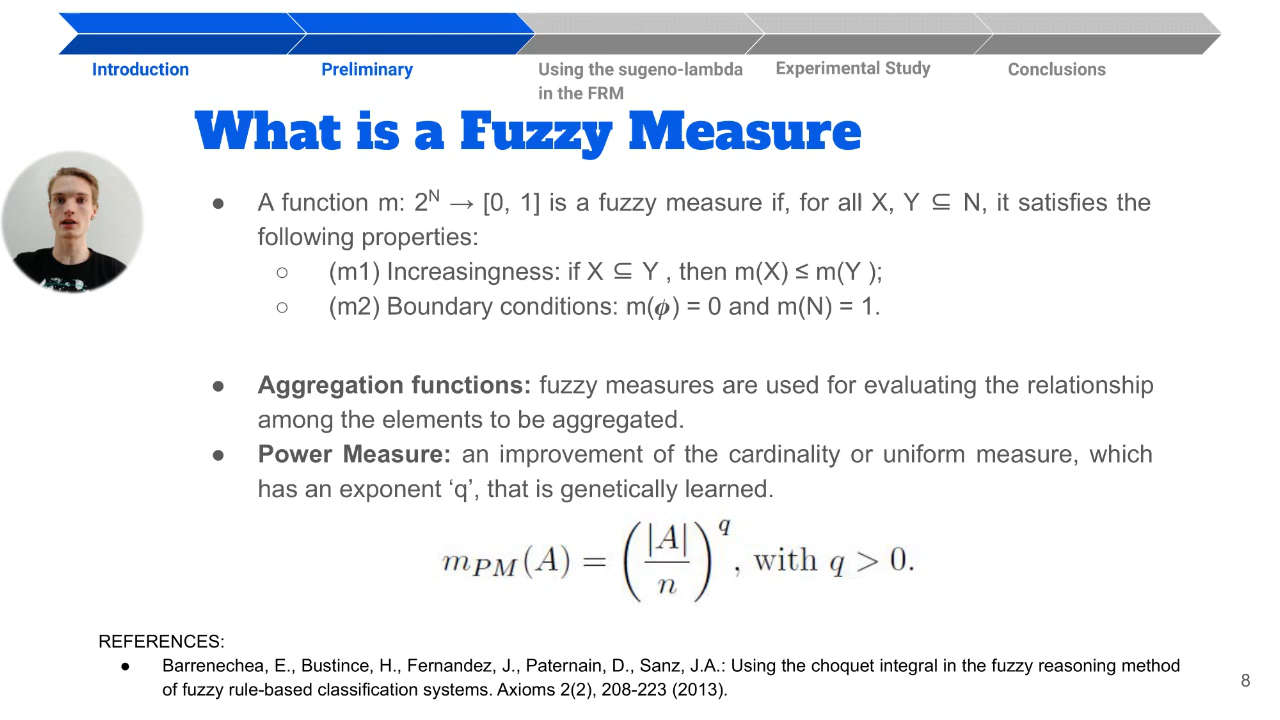 Introduction
Preliminary
Using the sugeno-lambda
in the FRM
Experimental Study
Conclusions
What is a Fuzzy Measure
● A function m: 2^N → [0, 1] is a fuzzy measure if, for all X, Y ⊆ N, it satisfies the
following properties:
○ (m1) Increasingness: if X ⊆ Y , then m(X) ≤ m(Y );
○ (m2) Boundary conditions: m(ϕ) = 0 and m(N) = 1.
● Aggregation functions: fuzzy measures are used for evaluating the relationship
among the elements to be aggregated.
● Power Measure: an improvement of the cardinality or uniform measure, which
has an exponent ‘q’, that is genetically learned.
m_{PM}(A) = (|A|/n)^q, with q > 0.
REFERENCES:
● Barrenechea, E., Bustince, H., Fernandez, J., Paternain, D., Sanz, J.A.: Using the choquet integral in the fuzzy reasoning method
of fuzzy rule-based classification systems. Axioms 2(2), 208-223 (2013).
8